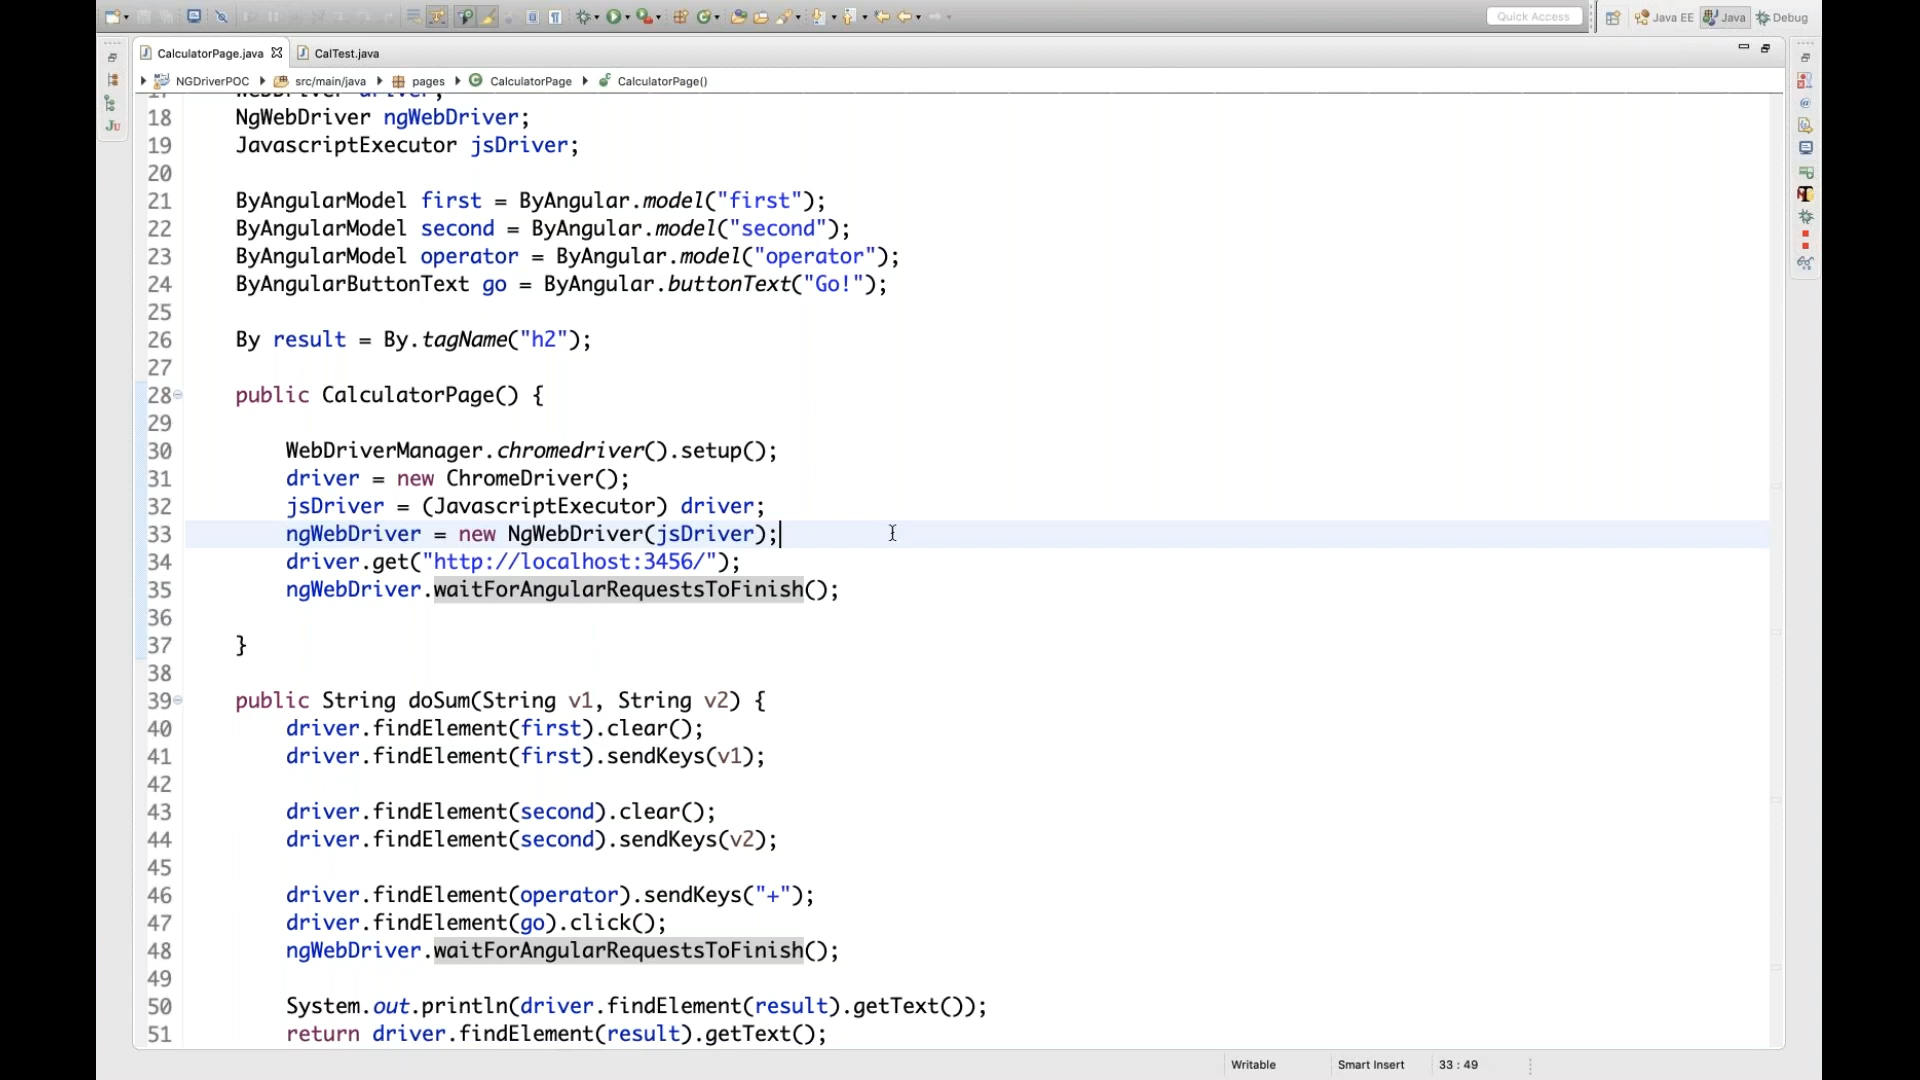 Quick Access
Java EE
Java
Debug
CalculatorPage.java
CalTest.java
NGDriverPOC
src/main/java
pages
CalculatorPage
CalculatorPage()
Ju
17 WebDriver driver;
18 NgWebDriver ngWebDriver;
19 JavascriptExecutor jsDriver;
20
21 ByAngularModel first = ByAngular.model("first");
22 ByAngularModel second = ByAngular.model("second");
23 ByAngularModel operator = ByAngular.model("operator");
24 ByAngularButtonText go = ByAngular.buttonText("Go!");
25
26 By result = By.tagName("h2");
27
28 public CalculatorPage() {
29
30 WebDriverManager.chromedriver().setup();
31 driver = new ChromeDriver();
32 jsDriver = (JavascriptExecutor) driver;
33 ngWebDriver = new NgWebDriver(jsDriver);
34 driver.get("http://localhost:3456/");
35 ngWebDriver.waitForAngularRequestsToFinish();
36
37 }
38
39 public String doSum(String v1, String v2) {
40 driver.findElement(first).clear();
41 driver.findElement(first).sendKeys(v1);
42
43 driver.findElement(second).clear();
44 driver.findElement(second).sendKeys(v2);
45
46 driver.findElement(operator).sendKeys("+");
47 driver.findElement(go).click();
48 ngWebDriver.waitForAngularRequestsToFinish();
49
50 System.out.println(driver.findElement(result).getText());
51 return driver.findElement(result).getText();
Writable
Smart Insert
33 : 49